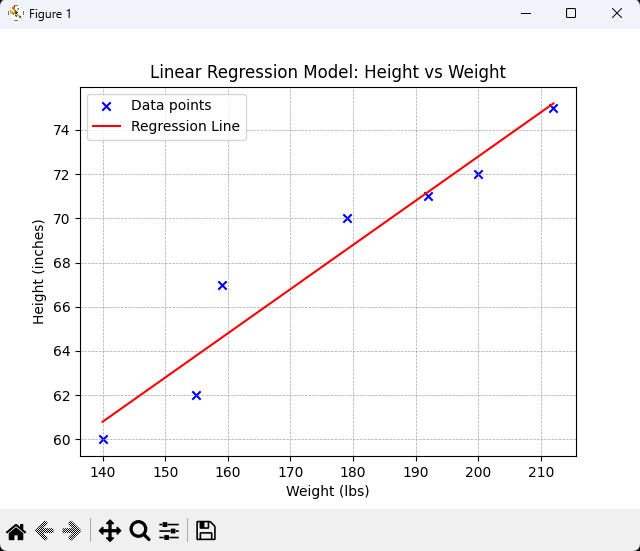 Figure 1
Linear Regression Model: Height vs Weight
Data points
Regression Line
Height (inches)
74
72
70
68
66
64
62
60
140 150 160 170 180 190 200 210
Weight (lbs)